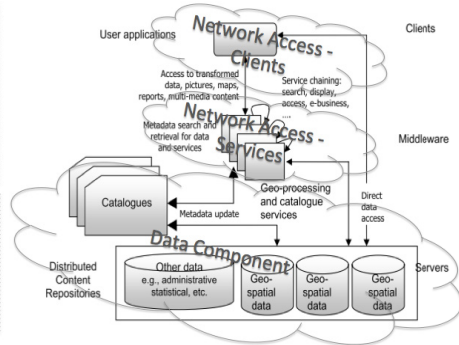 User applications
Network Access -
Clients
Clients
Access to transformed
data, pictures, maps,
reports, multi-media content
Service chaining:
search, display,
access, e-business,
....
Metadata search and
retrieval for data
and services
Network Access -
Services
Middleware
Catalogues
Geo-processing
and catalogue
services
Metadata update
Direct
data
access
Data Component
Distributed
Content
Repositories
Other data
e.g., administrative
statistical, etc.
Geo-
spatial
data
Geo-
spatial
data
Geo-
spatial
data
Servers